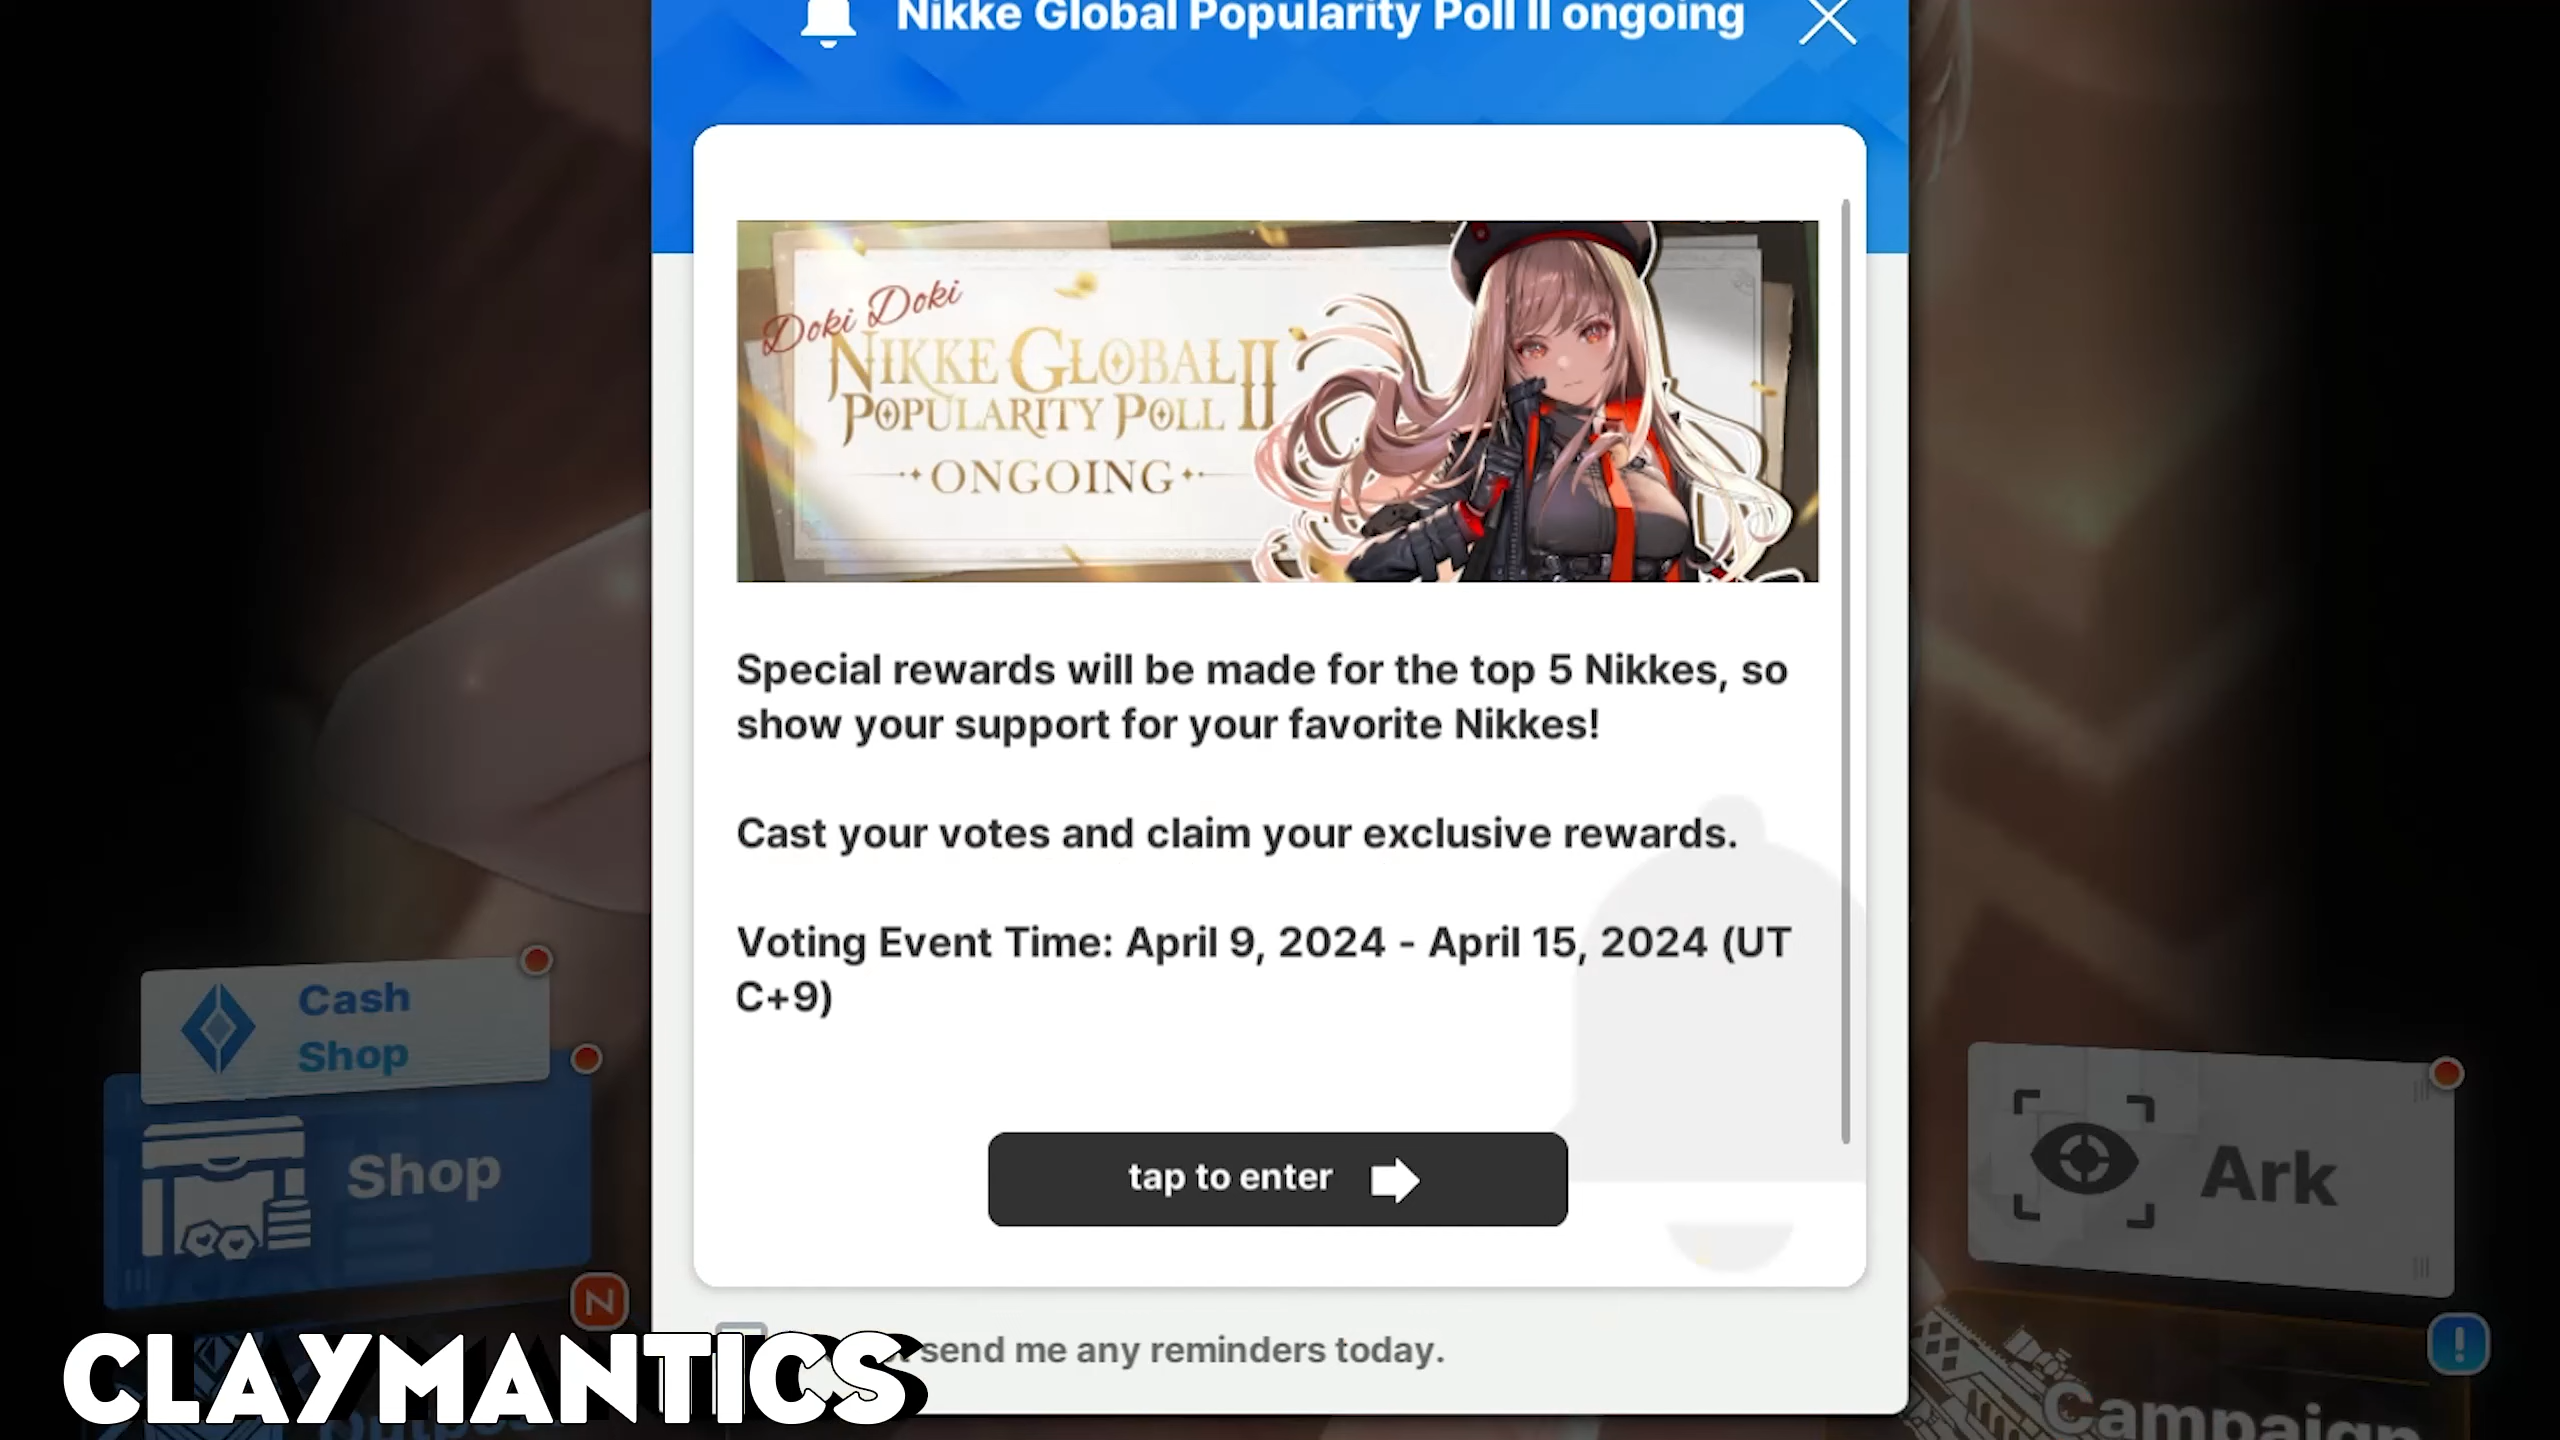 Nikke Global Popularity Poll II ongoing
Doki Doki
NIKKE GLOBAL II
POPULARITY POLL
ONGOING
Special rewards will be made for the top 5 Nikkes, so
show your support for your favorite Nikkes!
Cast your votes and claim your exclusive rewards.
Voting Event Time: April 9, 2024 - April 15, 2024 (UT
C+9)
tap to enter
send me any reminders today.
Cash
Shop
Shop
N
Ark
Campaign
CLAYMANTICS